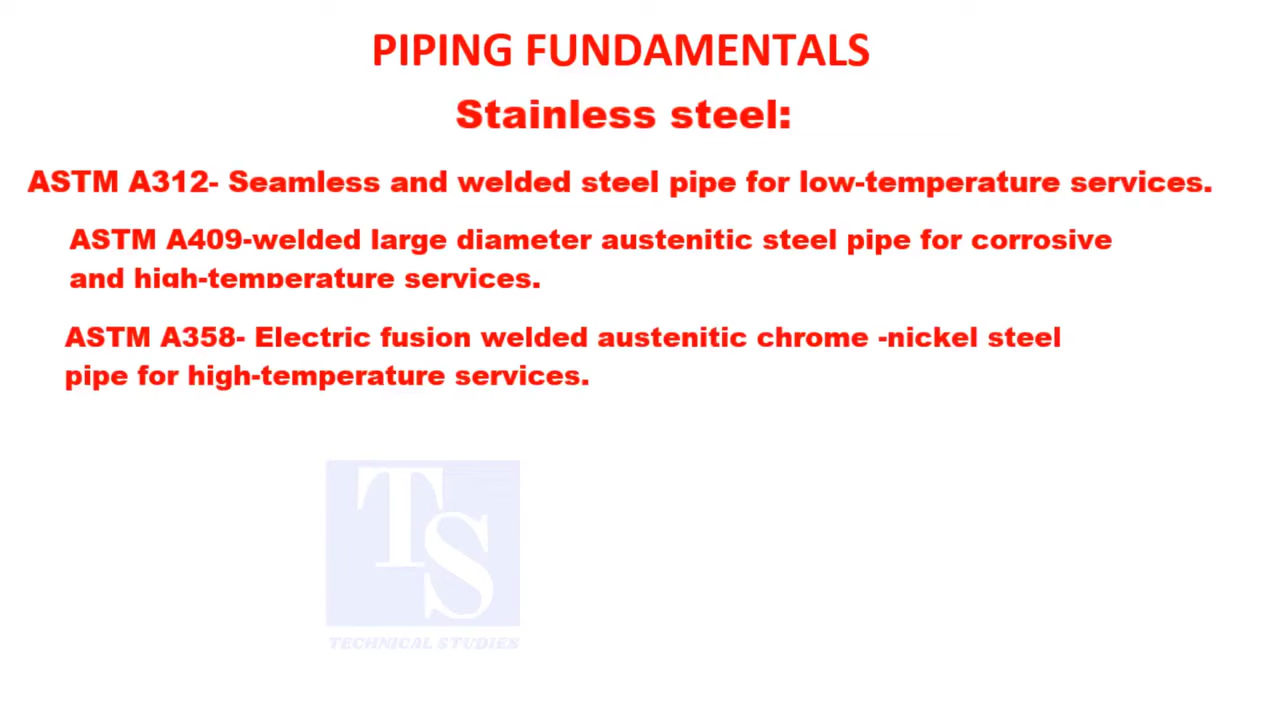 PIPING FUNDAMENTALS
Stainless steel:
ASTM A312- Seamless and welded steel pipe for low-temperature services.
ASTM A409-welded large diameter austenitic steel pipe for corrosive
and high-temperature services.
ASTM A358- Electric fusion welded austenitic chrome -nickel steel
pipe for high-temperature services.
TS
TECHNICAL STUDIES